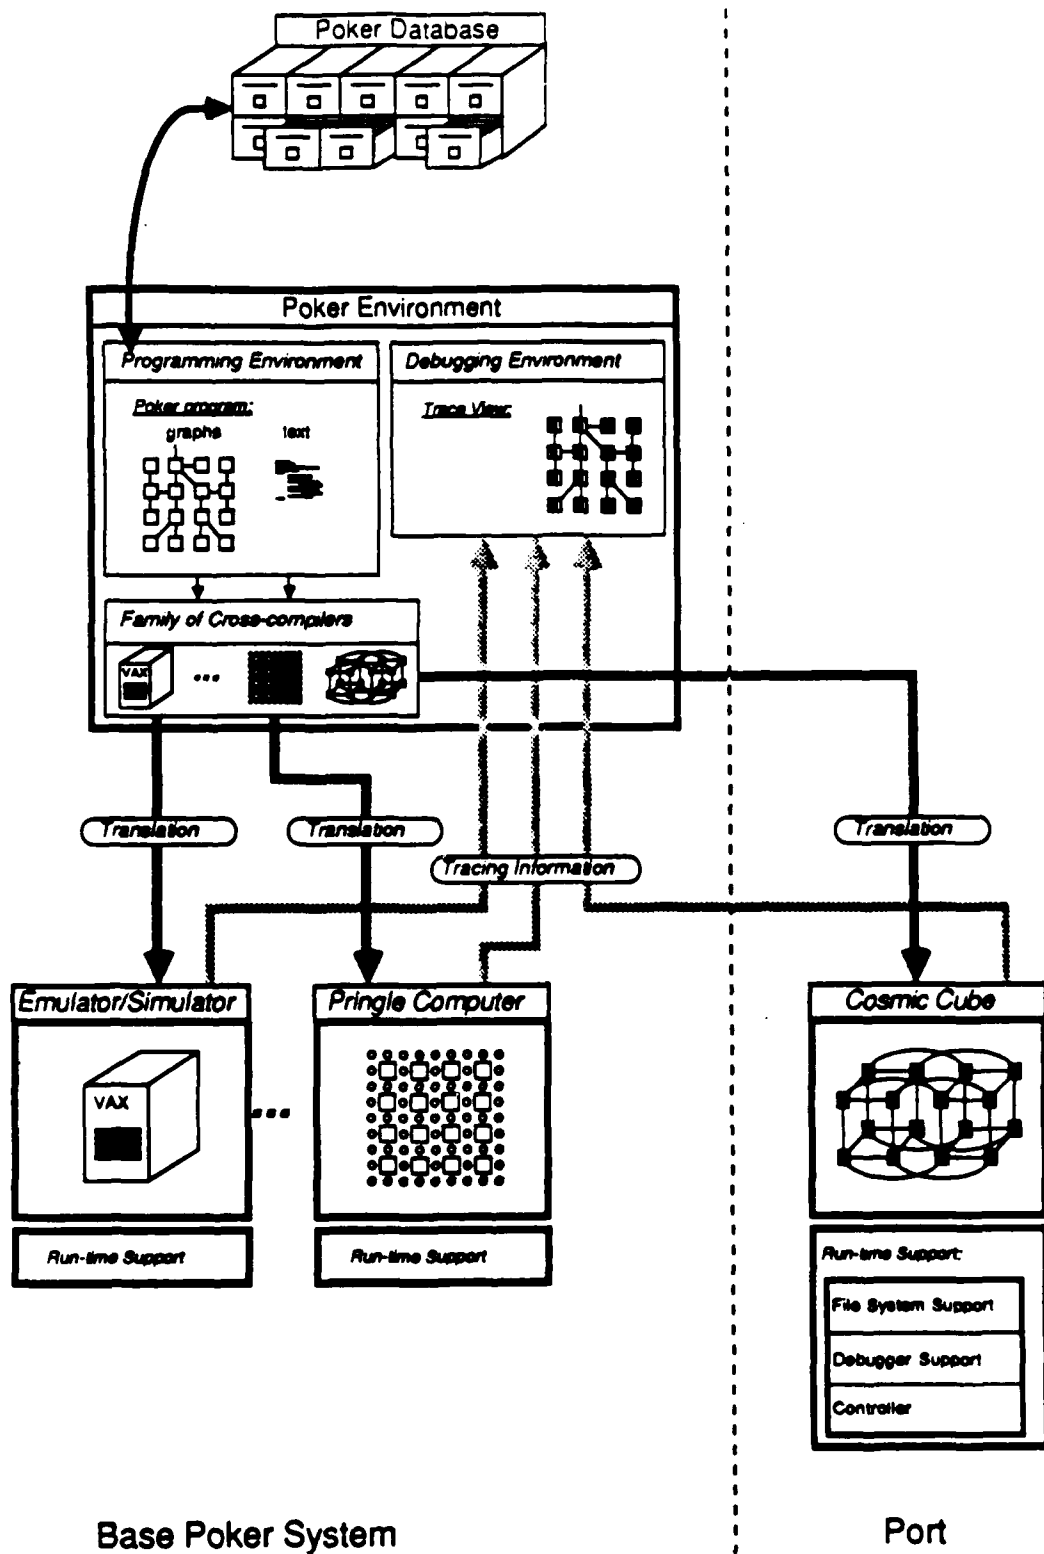 Poker Database
Poker Environment
Programming Environment
Debugging Environment
Poker program:
Trace View:
graphs
text
Family of Cross-compilers
VAX
...
Translation
Translation
Translation
Tracing Information
Emulator/Simulator
Pringle Computer
Cosmic Cube
VAX
...
Run-time Support
Run-time Support
Run-time Support:
File System Support
Debugger Support
Controller
Base Poker System
Port